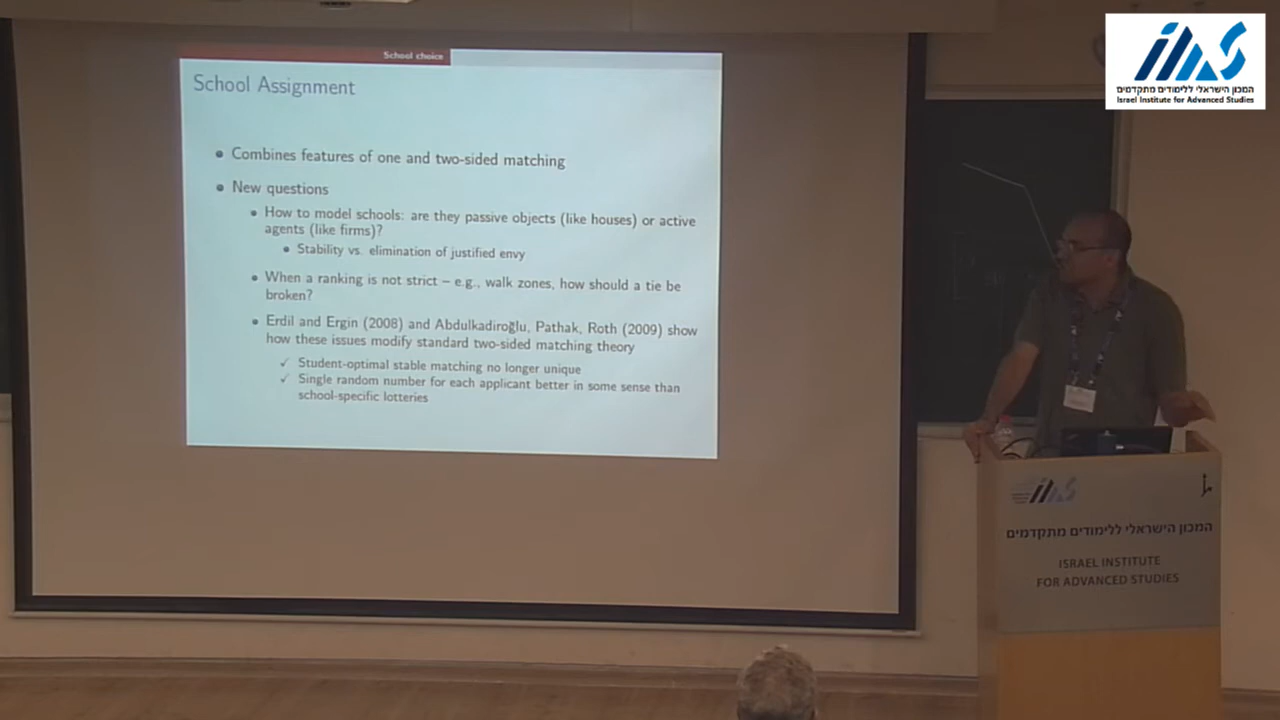 School choice
School Assignment
Combines features of one and two-sided matching
New questions
How to model schools: are they passive objects (like houses) or active
agents (like firms)?
Stability vs. elimination of justified envy
When a ranking is not strict – e.g., walk zones, how should a tie be
broken?
Erdil and Ergin (2008) and Abdulkadiroğlu, Pathak, Roth (2009) show
how these issues modify standard two-sided matching theory
✓ Student-optimal stable matching no longer unique
✓ Single random number for each applicant better in some sense than
school-specific lotteries
המכון הישראלי ללימודים מתקדמים
Israel Institute for Advanced Studies
המכון הישראלי ללימודים מתקדמים
ISRAEL INSTITUTE
FOR ADVANCED STUDIES